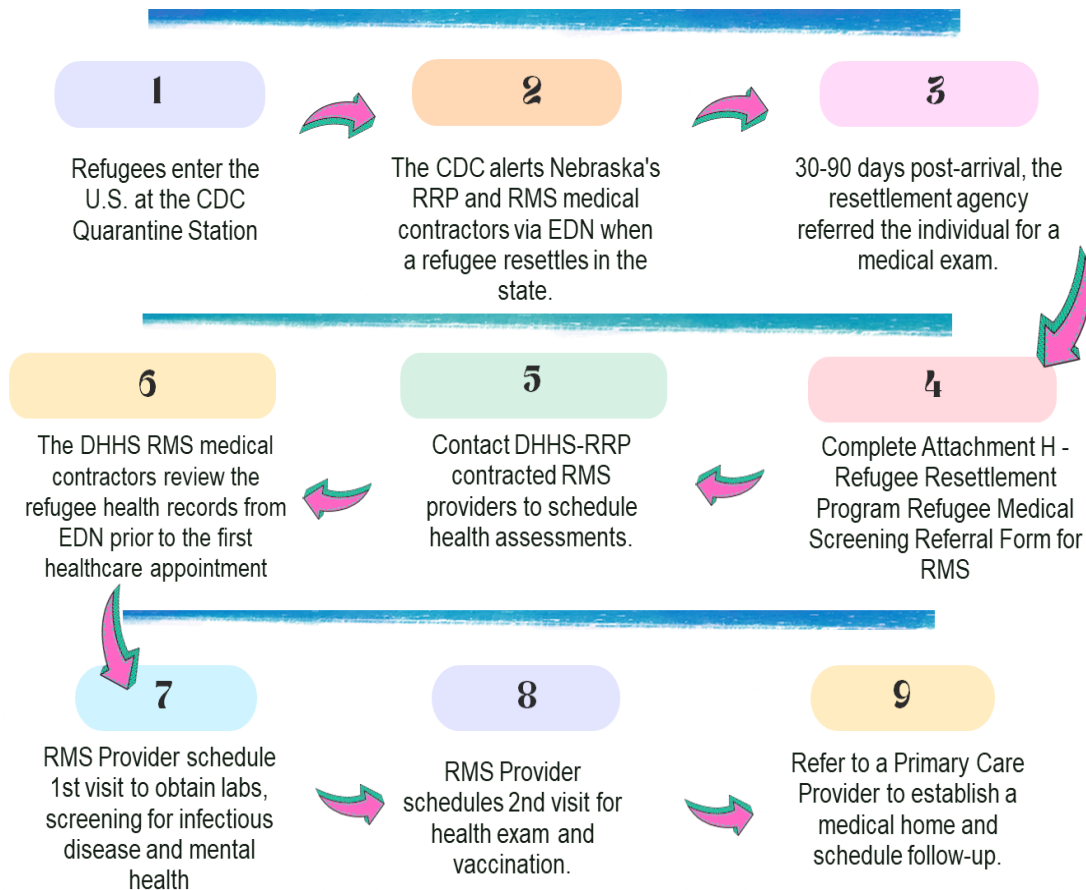 1
Refugees enter the
U.S. at the CDC
Quarantine Station
2
The CDC alerts Nebraska's
RRP and RMS medical
contractors via EDN when
a refugee resettles in the
state.
3
30-90 days post-arrival, the
resettlement agency
referred the individual for a
medical exam.
4
Complete Attachment H -
Refugee Resettlement
Program Refugee Medical
Screening Referral Form for
RMS
5
Contact DHHS-RRP
contracted RMS
providers to schedule
health assessments.
6
The DHHS RMS medical
contractors review the
refugee health records from
EDN prior to the first
healthcare appointment
7
RMS Provider schedule
1st visit to obtain labs,
screening for infectious
disease and mental
health
8
RMS Provider
schedules 2nd visit for
health exam and
vaccination.
9
Refer to a Primary Care
Provider to establish a
medical home and
schedule follow-up.